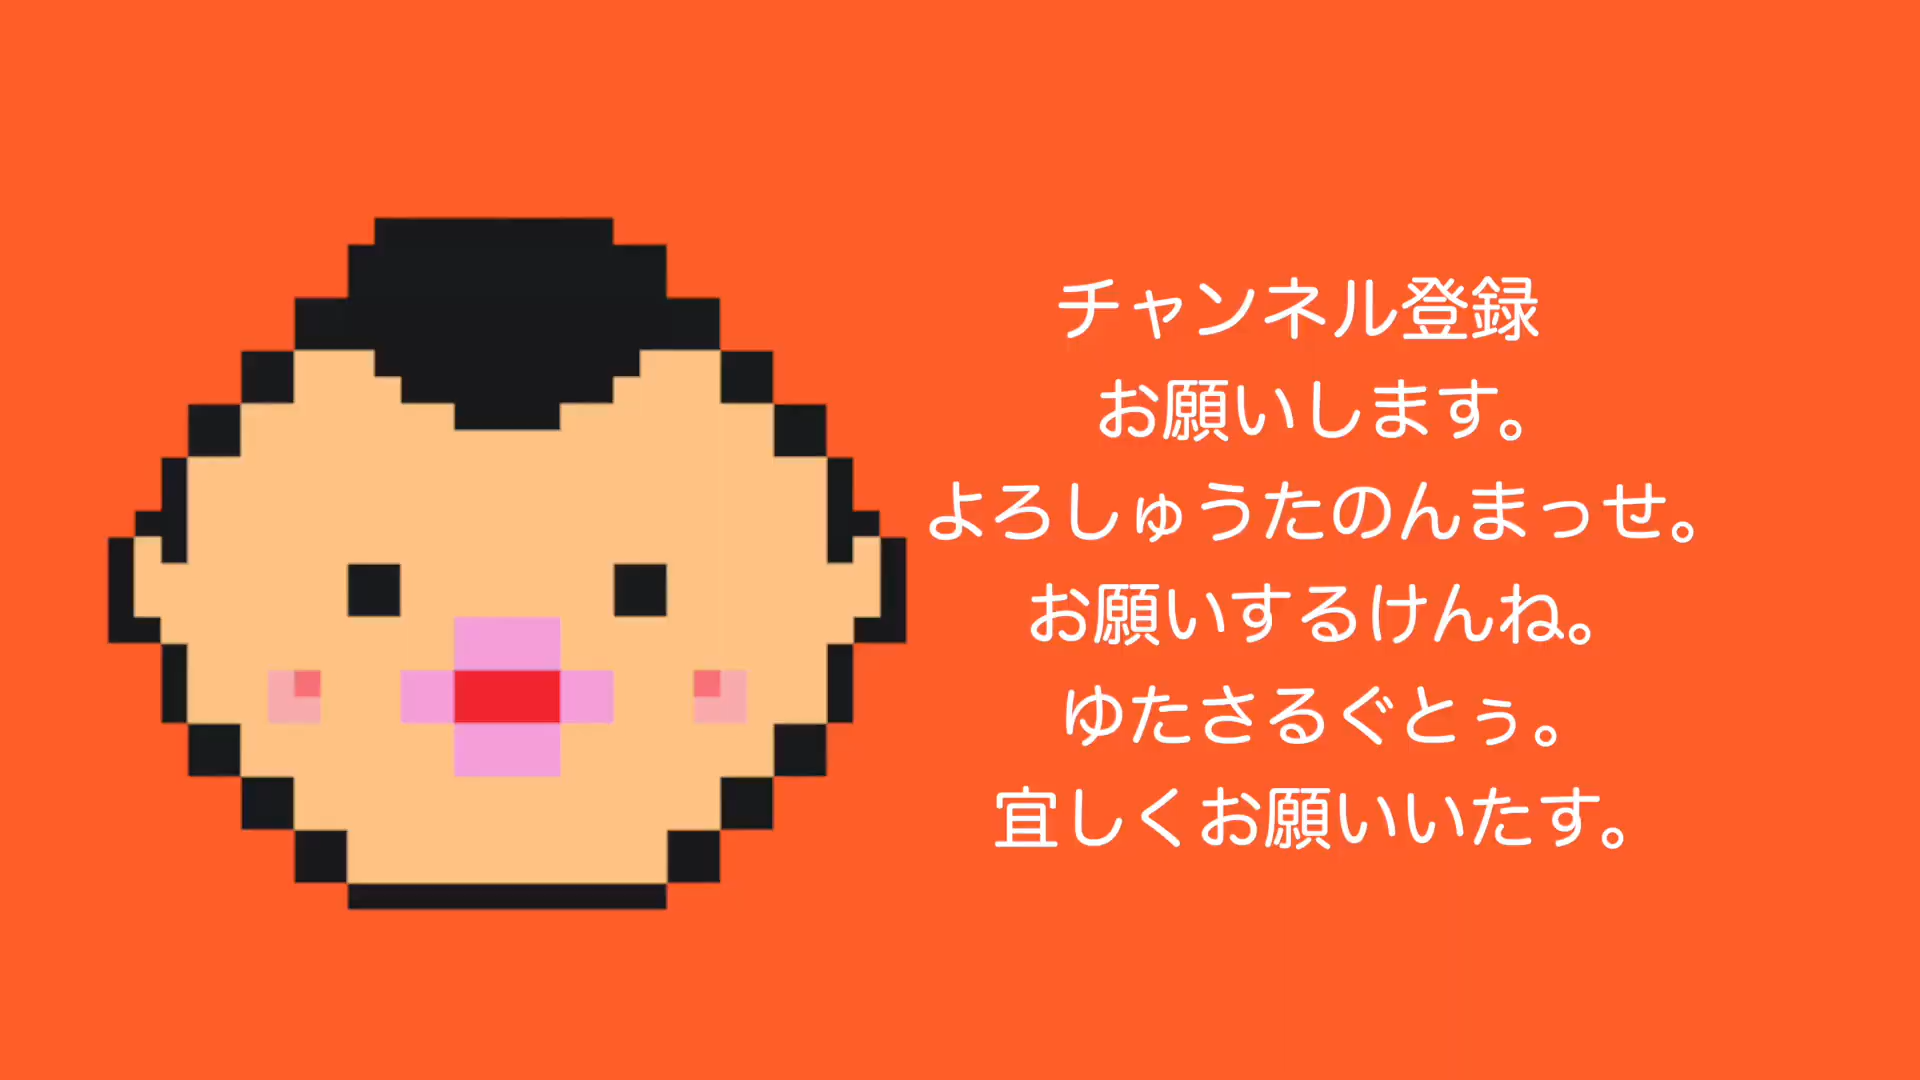 チャンネル登録
お願いします。
よろしゅうたのんまっせ。
お願いするけんね。
ゆたさるぐとぅ。
宜しくお願いいたす。